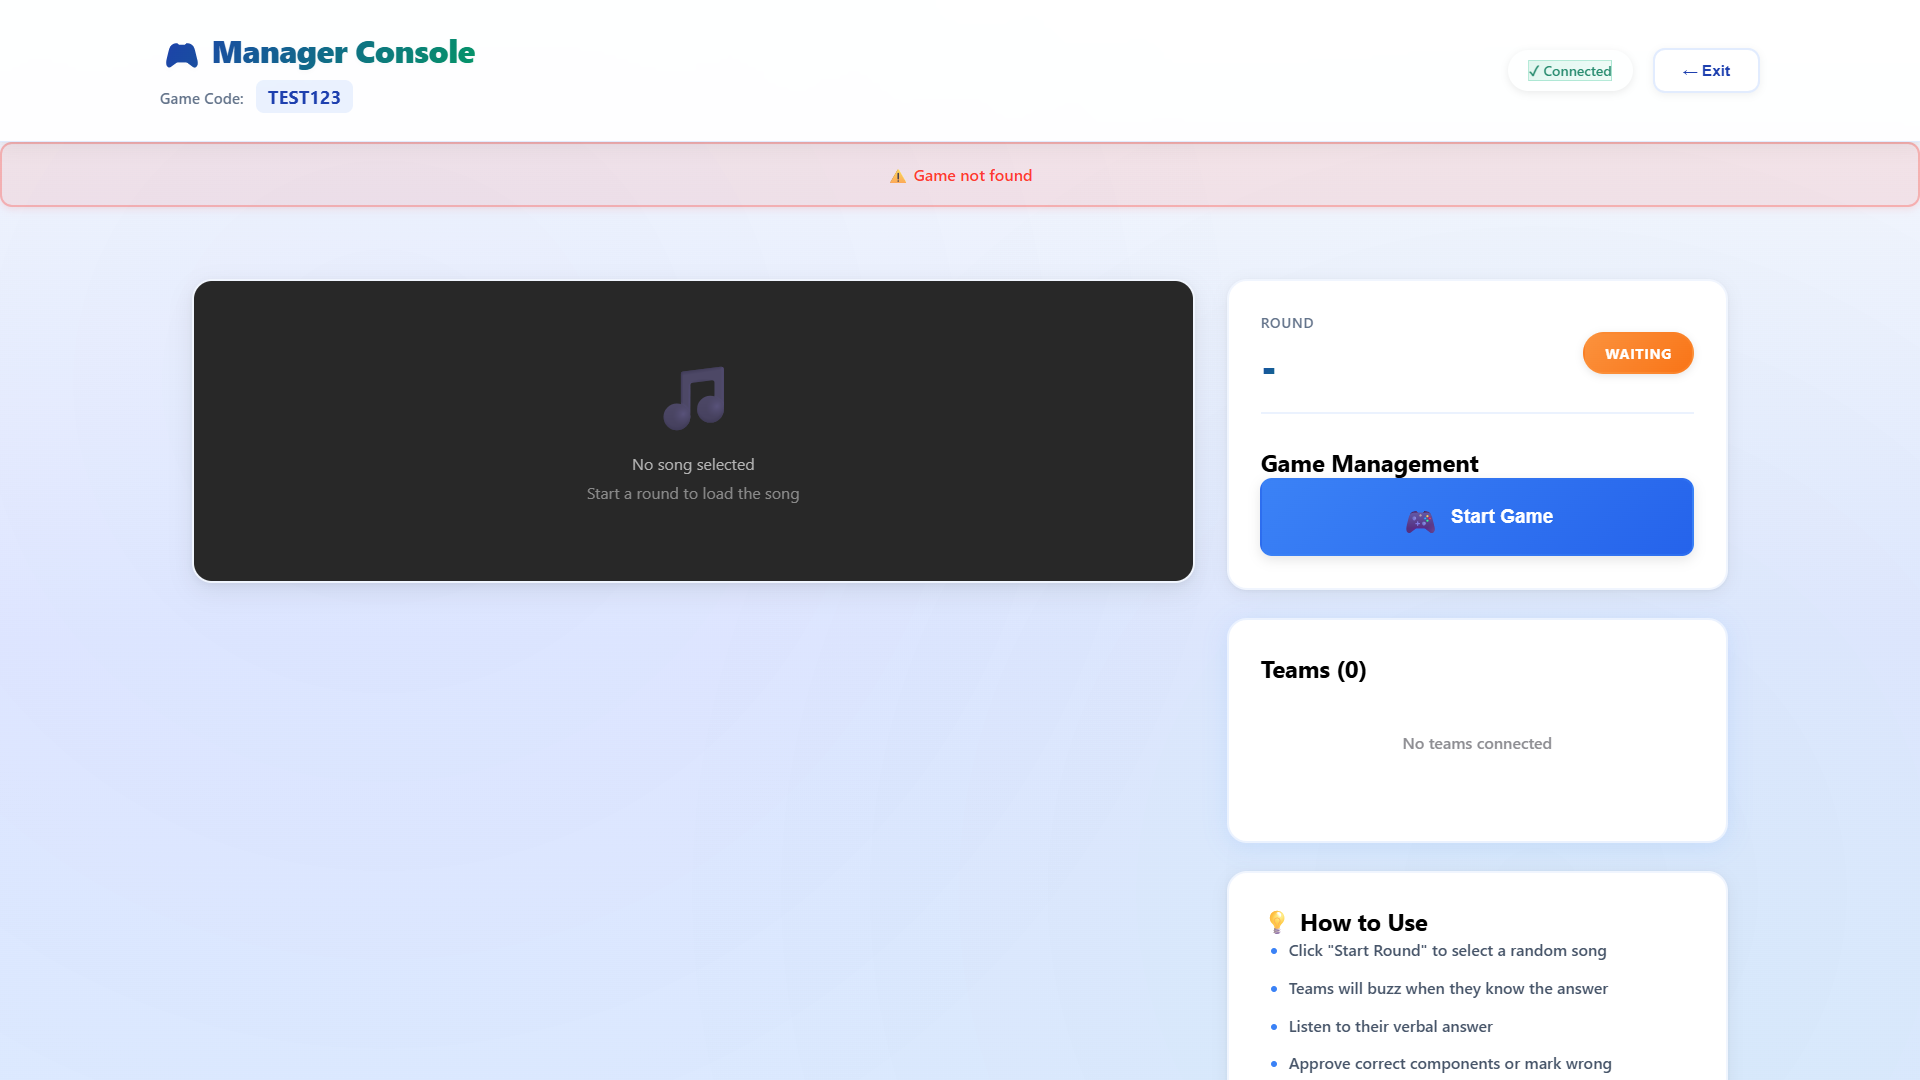 Manager Console
Game Code: TEST123
✓ Connected
← Exit
⚠ Game not found
No song selected
Start a round to load the song
ROUND
-
WAITING
Game Management
Start Game
Teams (0)
No teams connected
How to Use
• Click "Start Round" to select a random song
• Teams will buzz when they know the answer
• Listen to their verbal answer
• Approve correct components or mark wrong